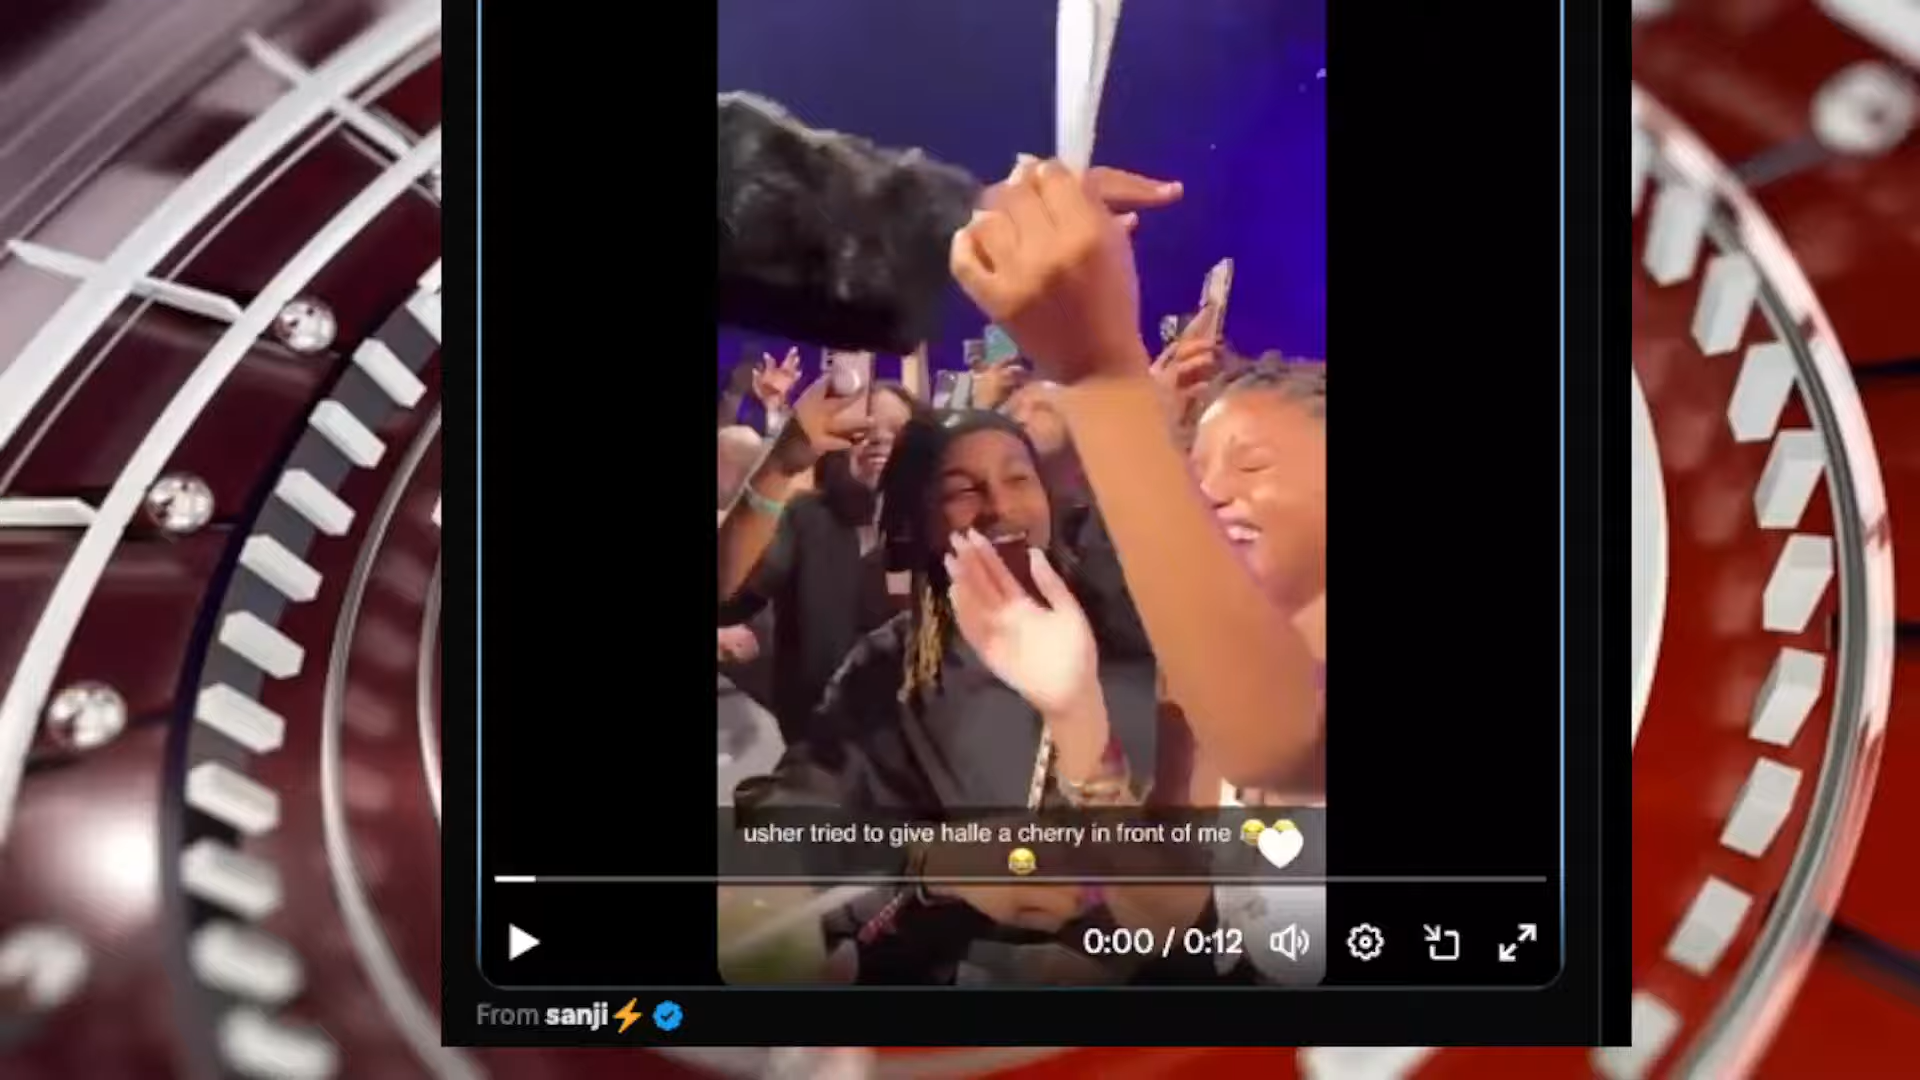 usher tried to give halle a cherry in front of me 😂😂
😂
0:00 / 0:12
From sanji⚡